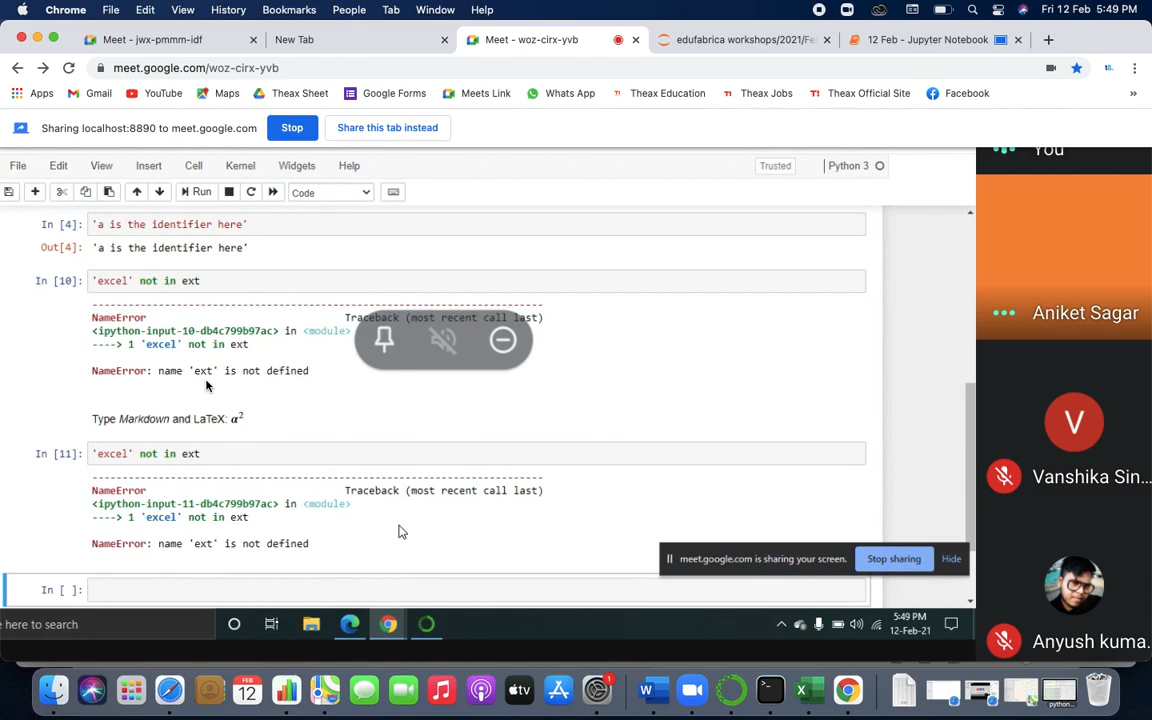 Chrome File Edit View History Bookmarks People Tab Window Help Fri 12 Feb 5:49 PM
Meet - jwx-pmmm-idf New Tab Meet - woz-cirx-yvb edufabrica workshops/2021/Fe 12 Feb - Jupyter Notebook
meet.google.com/woz-cirx-yvb
Apps Gmail YouTube Maps Theax Sheet Google Forms Meets Link Whats App Theax Education Theax Jobs Theax Official Site Facebook
Sharing localhost:8890 to meet.google.com Stop Share this tab instead
You
File Edit View Insert Cell Kernel Widgets Help Trusted Python 3
Run Code
In [4]: 'a is the identifier here'
Out[4]: 'a is the identifier here'
In [10]: 'excel' not in ext
NameError Traceback (most recent call last)
<ipython-input-10-db4c799b97ac> in <module>
----> 1 'excel' not in ext
NameError: name 'ext' is not defined
Type Markdown and LaTeX: α²
In [11]: 'excel' not in ext
NameError Traceback (most recent call last)
<ipython-input-11-db4c799b97ac> in <module>
----> 1 'excel' not in ext
NameError: name 'ext' is not defined
In [ ]:
Aniket Sagar
V
Vanshika Sin...
Anyush kuma...
meet.google.com is sharing your screen. Stop sharing Hide
here to search
5:49 PM
12-Feb-21
FEB
12
1